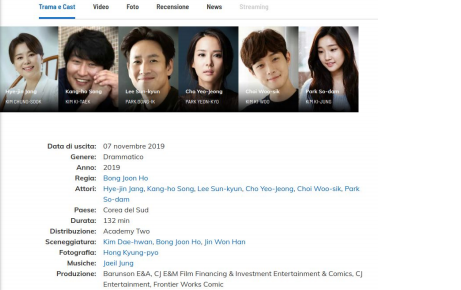 Trama e Cast Video Foto Recensione News Streaming
Hye-jin Jang Kang-ho Song Lee Sun-kyun Cho Yeo-jeong Choi Woo-sik Park So-dam
KIM CHUNG-SOOK KIM KI-TAEK PARK DONG-IK PARK YEON-KYO KIM KI-WOO KIM KI-JUNG
Data di uscita: 07 novembre 2019
Genere: Drammatico
Anno: 2019
Regia: Bong Joon Ho
Attori: Hye-jin Jang, Kang-ho Song, Lee Sun-kyun, Cho Yeo-Jeong, Choi Woo-sik, Park
So-dam
Paese: Corea del Sud
Durata: 132 min
Distribuzione: Academy Two
Sceneggiatura: Kim Dae-hwan, Bong Joon Ho, Jin Won Han
Fotografia: Hong Kyung-pyo
Musiche: Jaeil Jung
Produzione: Barunson E&A, CJ E&M Film Financing & Investment Entertainment & Comics, CJ
Entertainment, Frontier Works Comic